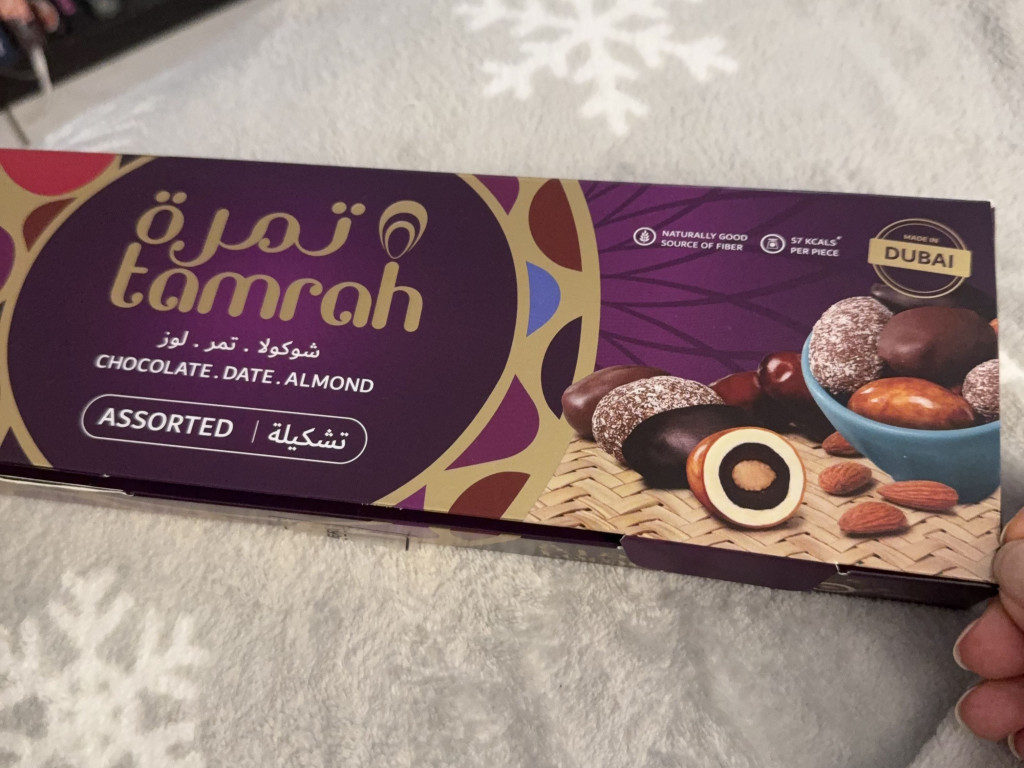 تمرة
tamrah
شوكولا . تمر . لوز
CHOCOLATE . DATE . ALMOND
ASSORTED | تشكيلة
NATURALLY GOOD
SOURCE OF FIBER
57 KCALS*
PER PIECE
MADE IN
DUBAI